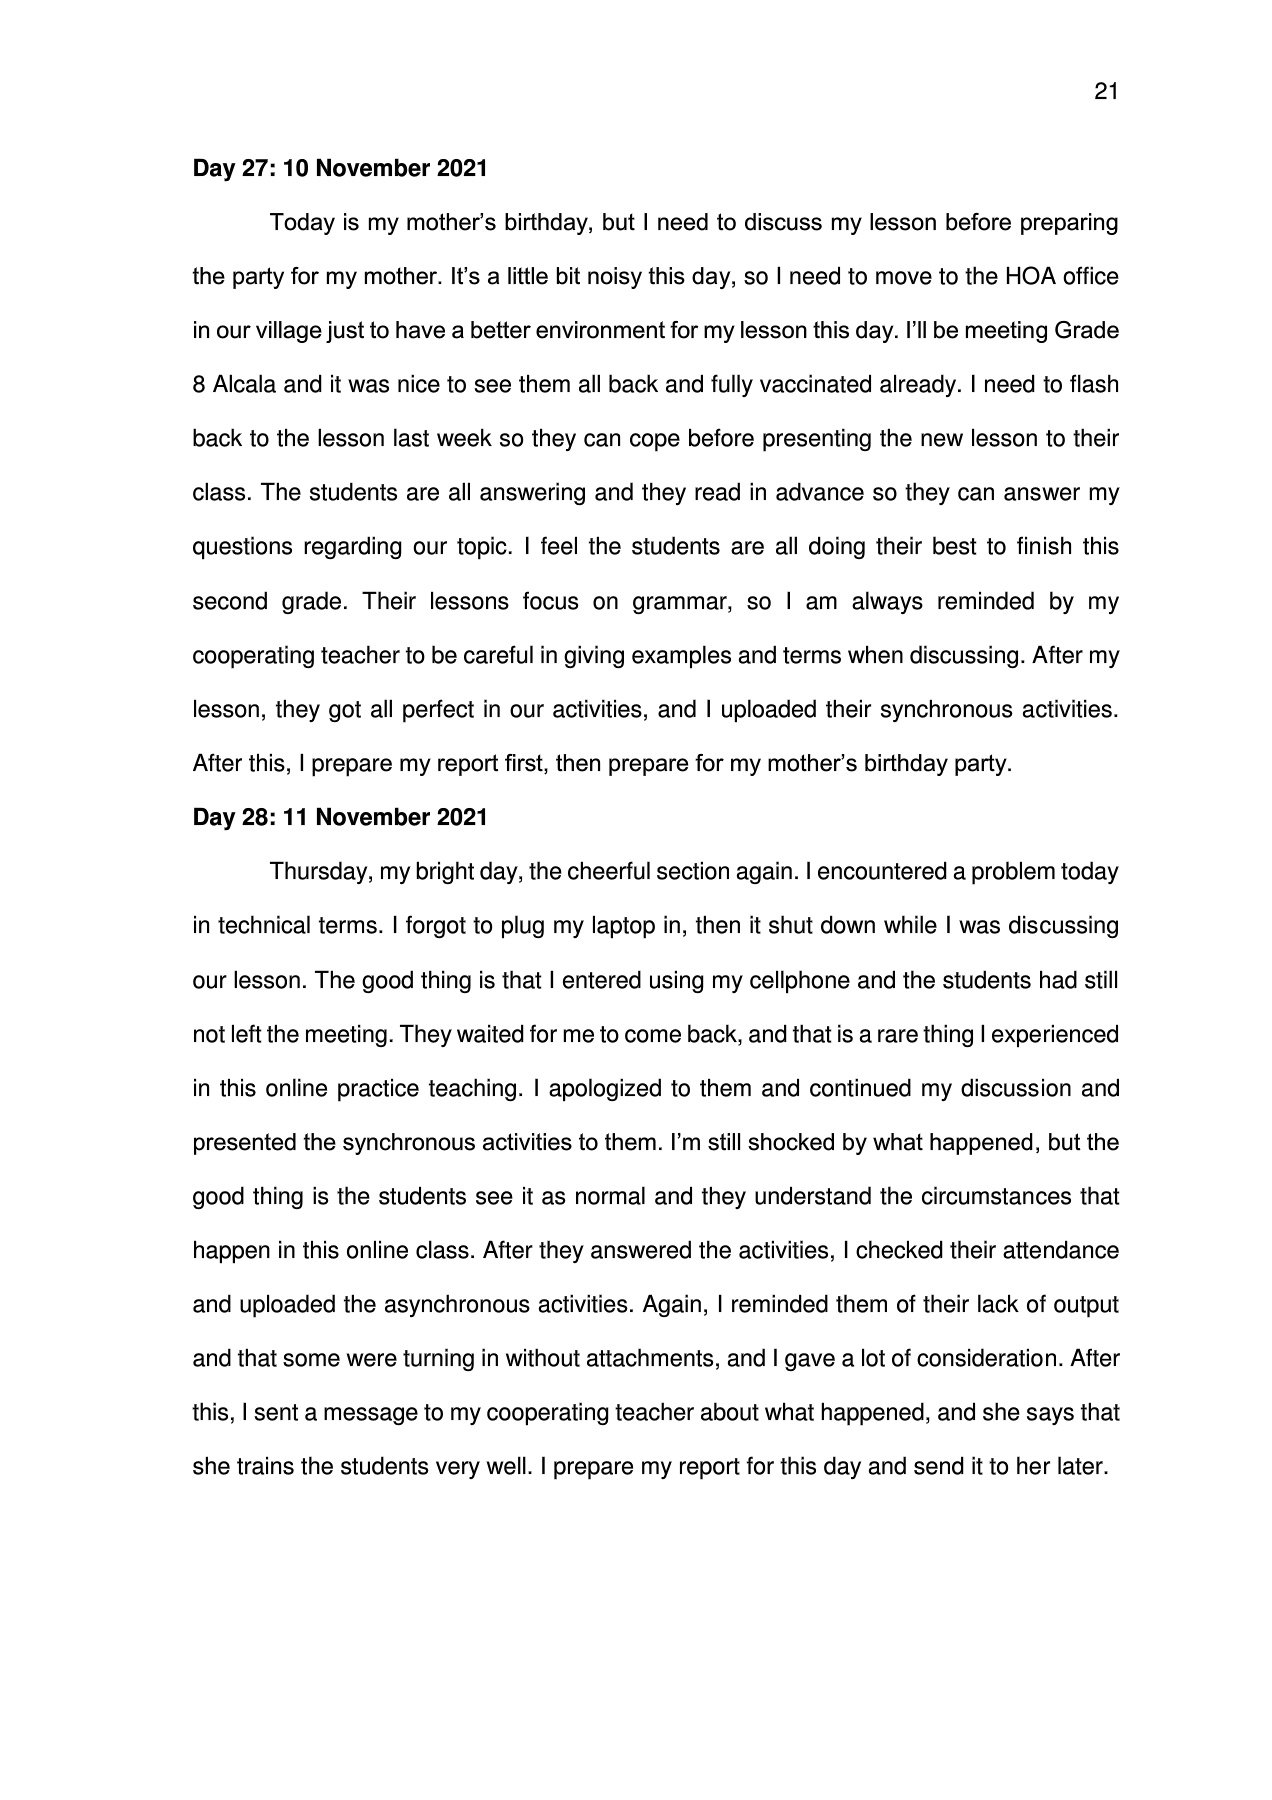 21
Day 27: 10 November 2021
Today is my mother’s birthday, but I need to discuss my lesson before preparing
the party for my mother. It’s a little bit noisy this day, so I need to move to the HOA office
in our village just to have a better environment for my lesson this day. I’ll be meeting Grade
8 Alcala and it was nice to see them all back and fully vaccinated already. I need to flash
back to the lesson last week so they can cope before presenting the new lesson to their
class. The students are all answering and they read in advance so they can answer my
questions regarding our topic. I feel the students are all doing their best to finish this
second grade. Their lessons focus on grammar, so I am always reminded by my
cooperating teacher to be careful in giving examples and terms when discussing. After my
lesson, they got all perfect in our activities, and I uploaded their synchronous activities.
After this, I prepare my report first, then prepare for my mother’s birthday party.
Day 28: 11 November 2021
Thursday, my bright day, the cheerful section again. I encountered a problem today
in technical terms. I forgot to plug my laptop in, then it shut down while I was discussing
our lesson. The good thing is that I entered using my cellphone and the students had still
not left the meeting. They waited for me to come back, and that is a rare thing I experienced
in this online practice teaching. I apologized to them and continued my discussion and
presented the synchronous activities to them. I’m still shocked by what happened, but the
good thing is the students see it as normal and they understand the circumstances that
happen in this online class. After they answered the activities, I checked their attendance
and uploaded the asynchronous activities. Again, I reminded them of their lack of output
and that some were turning in without attachments, and I gave a lot of consideration. After
this, I sent a message to my cooperating teacher about what happened, and she says that
she trains the students very well. I prepare my report for this day and send it to her later.